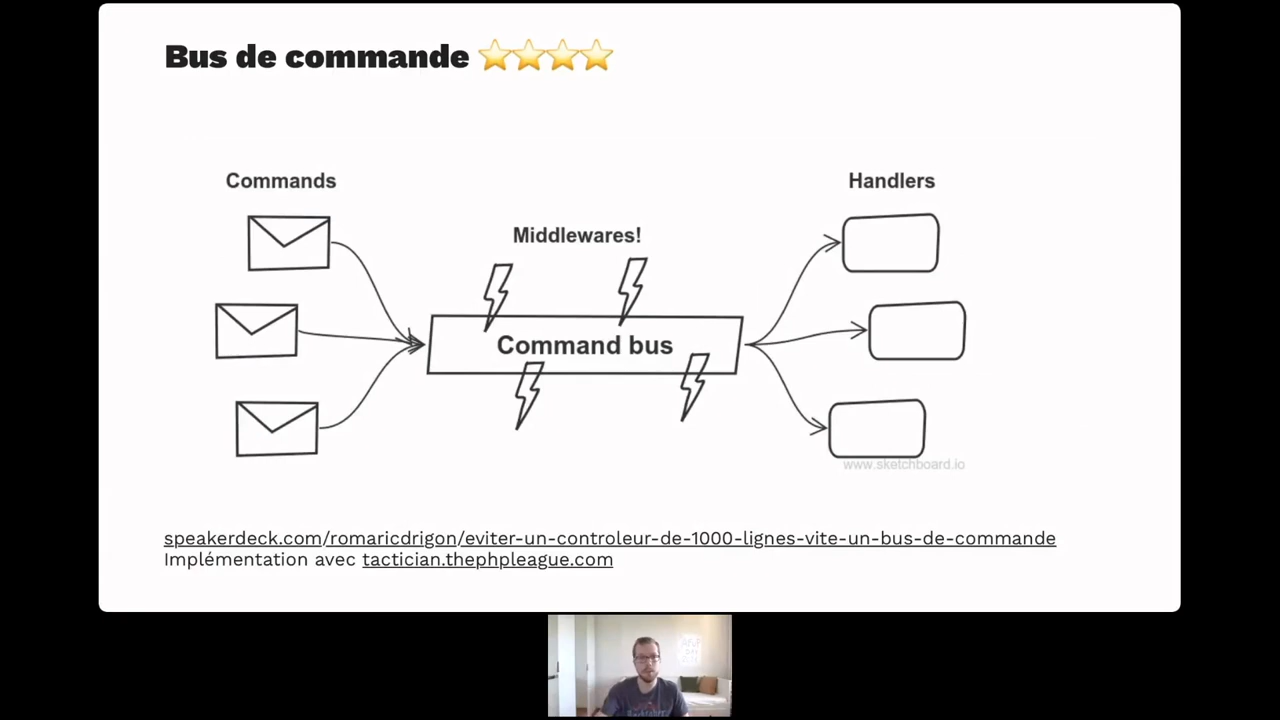 Bus de commande ⭐⭐⭐⭐
Commands
Handlers
Middlewares!
Command bus
www.sketchboard.io
speakerdeck.com/romaricdrigon/eviter-un-controleur-de-1000-lignes-vite-un-bus-de-commande
Implémentation avec tactician.thephpleague.com